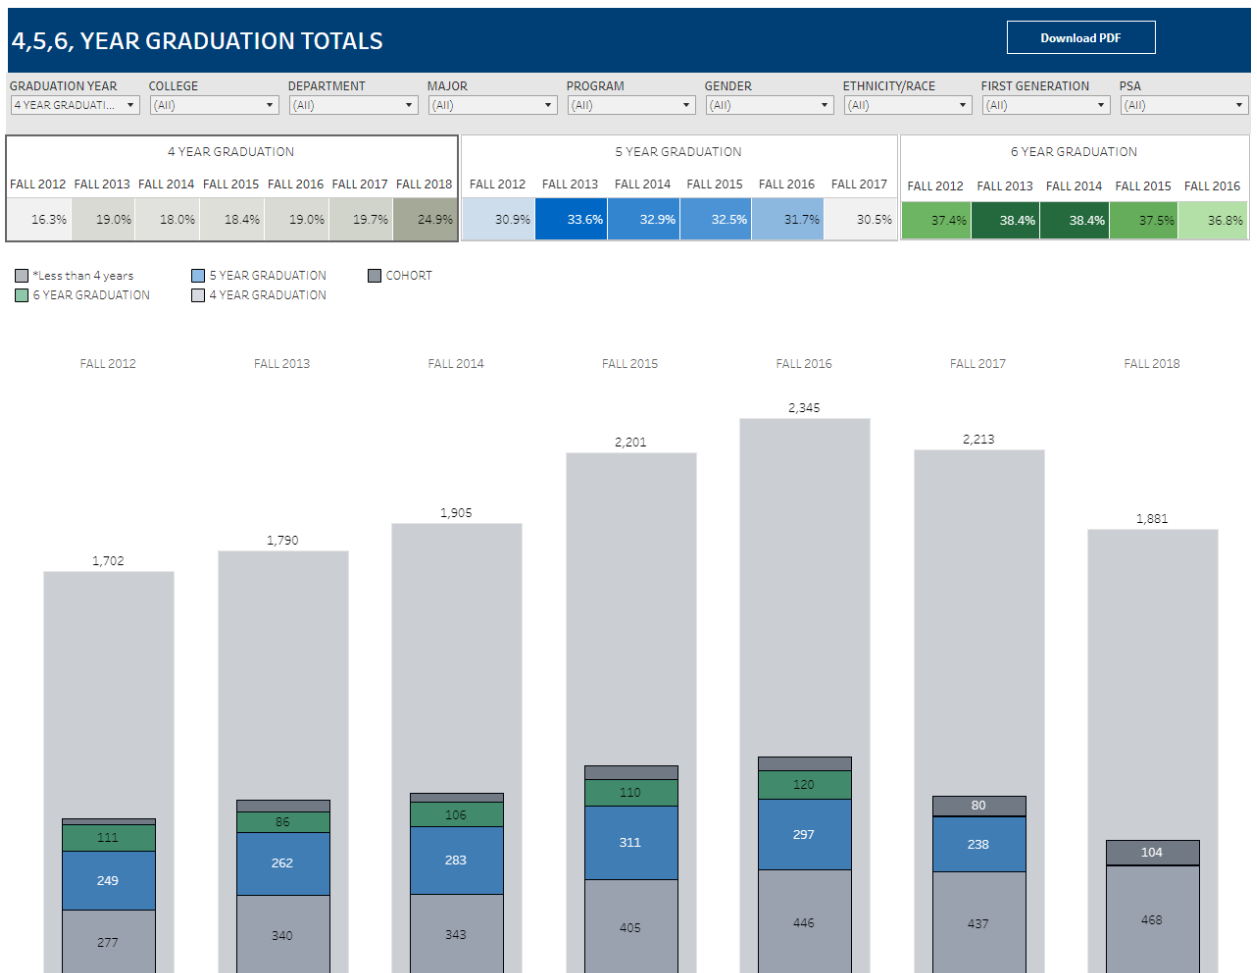 4,5,6, YEAR GRADUATION TOTALS
Download PDF
GRADUATION YEAR COLLEGE DEPARTMENT MAJOR PROGRAM GENDER ETHNICITY/RACE FIRST GENERATION PSA
4 YEAR GRADUATI... (All) (All) (All) (All) (All) (All) (All) (All)
4 YEAR GRADUATION 5 YEAR GRADUATION 6 YEAR GRADUATION
FALL 2012 FALL 2013 FALL 2014 FALL 2015 FALL 2016 FALL 2017 FALL 2018 FALL 2012 FALL 2013 FALL 2014 FALL 2015 FALL 2016 FALL 2017 FALL 2012 FALL 2013 FALL 2014 FALL 2015 FALL 2016
16.3% 19.0% 18.0% 18.4% 19.0% 19.7% 24.9% 30.9% 33.6% 32.9% 32.5% 31.7% 30.5% 37.4% 38.4% 38.4% 37.5% 36.8%
*Less than 4 years 5 YEAR GRADUATION COHORT
6 YEAR GRADUATION 4 YEAR GRADUATION
FALL 2012 FALL 2013 FALL 2014 FALL 2015 FALL 2016 FALL 2017 FALL 2018
2,345
2,201 2,213
1,905 1,881
1,790
1,702
110 120 80
111 86 106 104
249 262 283 311 297 238
277 340 343 405 446 437 468